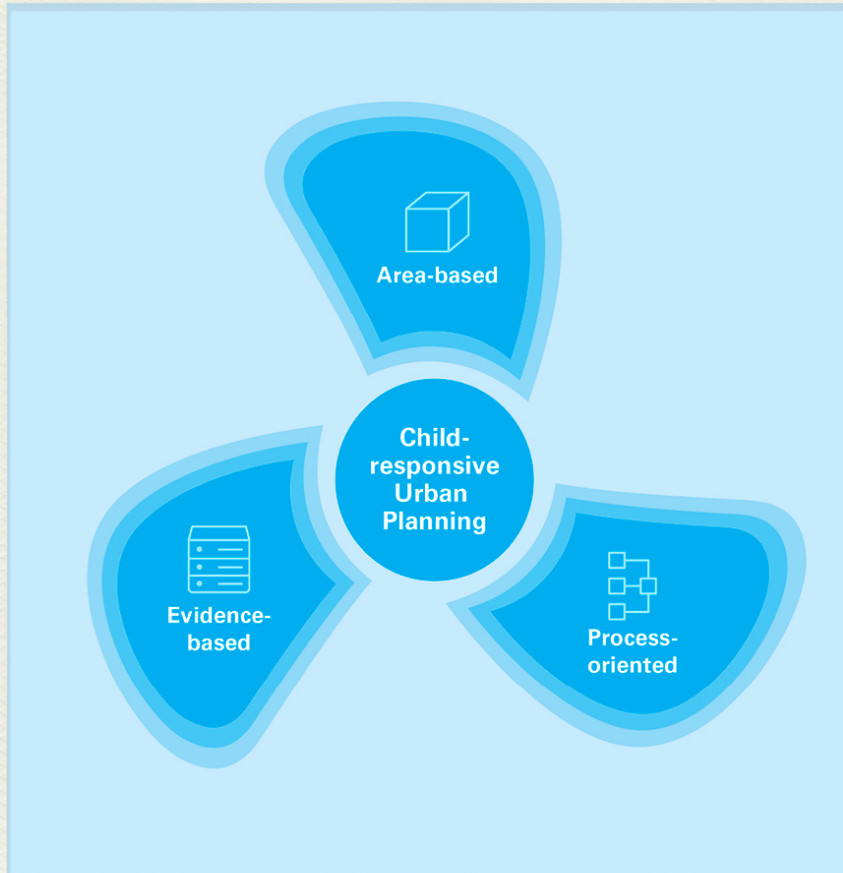 Area-based
Child-
responsive
Urban
Planning
Evidence-
based
Process-
oriented